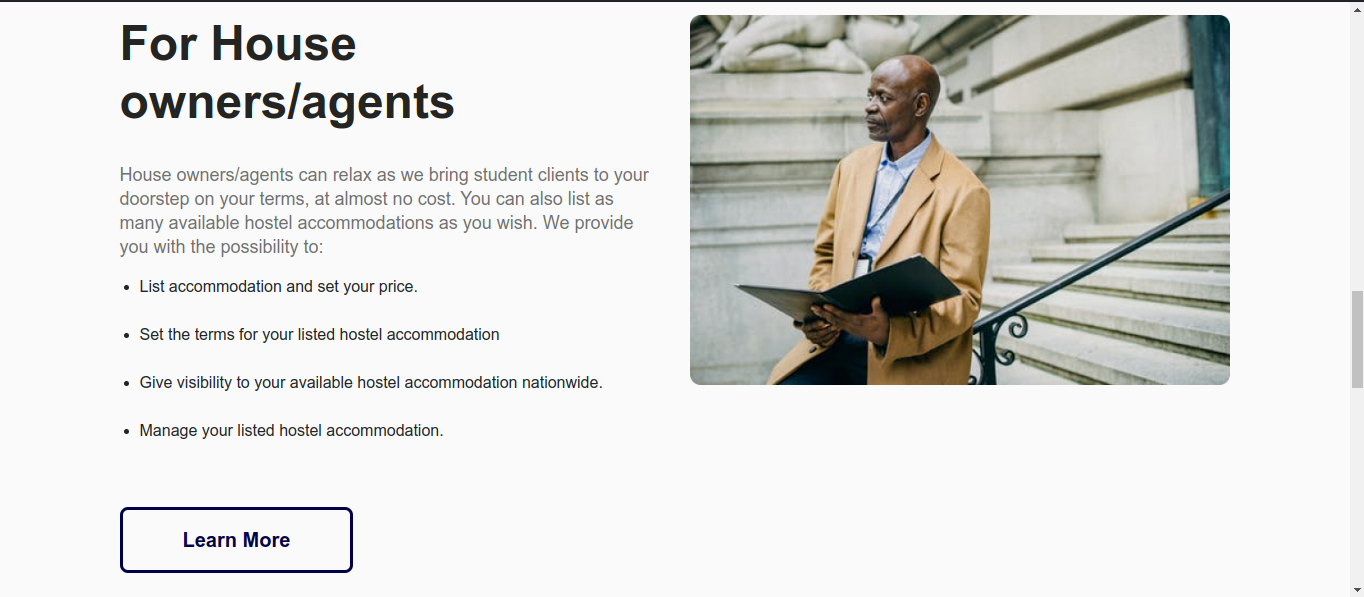 For House
owners/agents
House owners/agents can relax as we bring student clients to your
doorstep on your terms, at almost no cost. You can also list as
many available hostel accommodations as you wish. We provide
you with the possibility to:
List accommodation and set your price.
Set the terms for your listed hostel accommodation
Give visibility to your available hostel accommodation nationwide.
Manage your listed hostel accommodation.
Learn More